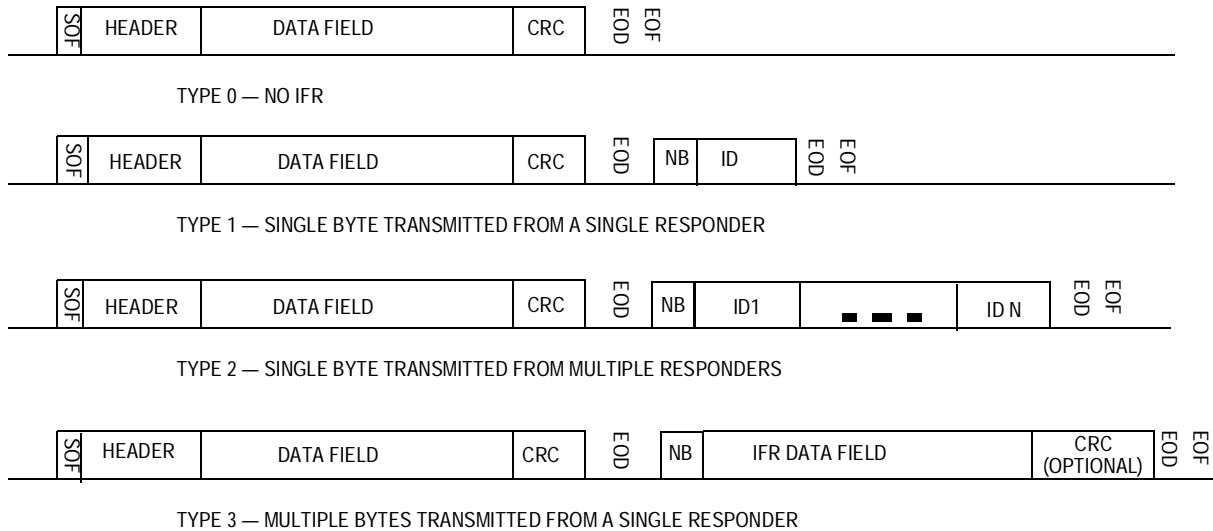 SOF HEADER DATA FIELD CRC EOD EOF
TYPE 0 — NO IFR
SOF HEADER DATA FIELD CRC EOD NB ID EOD EOF
TYPE 1 — SINGLE BYTE TRANSMITTED FROM A SINGLE RESPONDER
SOF HEADER DATA FIELD CRC EOD NB ID1 ID N EOD EOF
TYPE 2 — SINGLE BYTE TRANSMITTED FROM MULTIPLE RESPONDERS
SOF HEADER DATA FIELD CRC EOD NB IFR DATA FIELD CRC (OPTIONAL) EOD EOF
TYPE 3 — MULTIPLE BYTES TRANSMITTED FROM A SINGLE RESPONDER